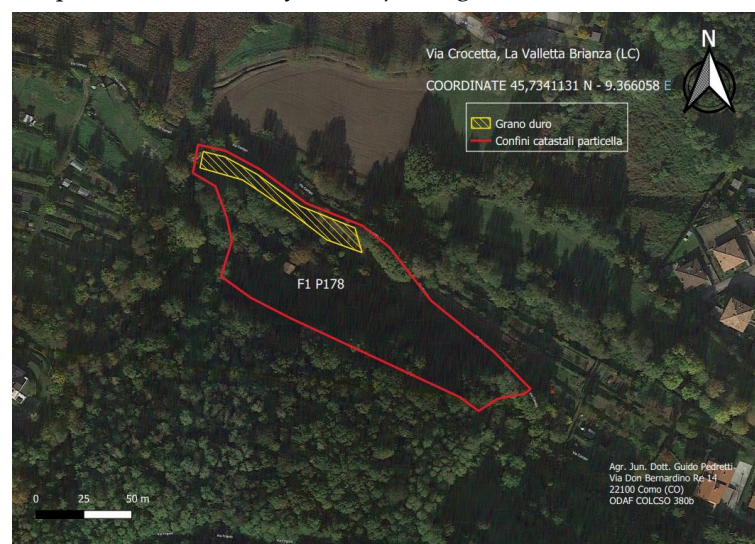 Via Crocetta, La Valletta Brianza (LC)
N
COORDINATE 45,7341131 N - 9.366058 E
Grano duro
Confini catastali particella
F1 P178
Agr. Jun. Dott. Guido Pedretti
Via Don Bernardino Re 14
22100 Como (CO)
ODAF COLCSO 380b
0 25 50 m